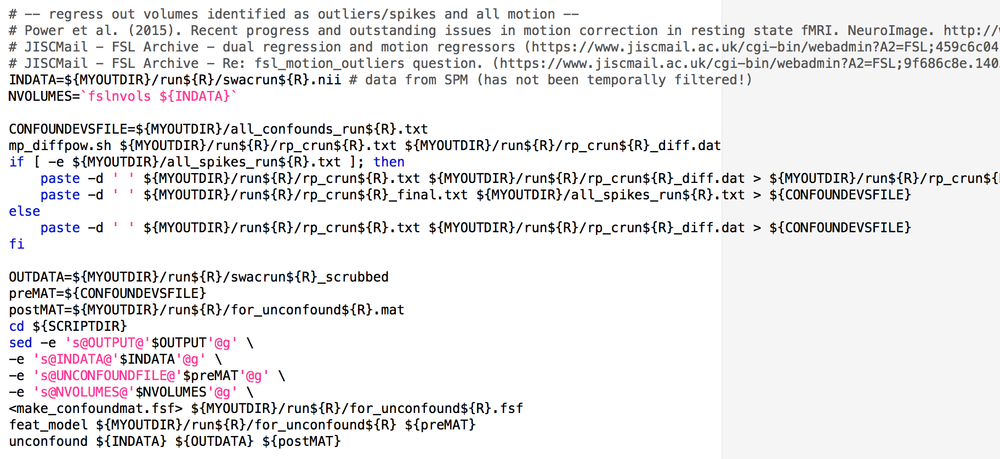 # -- regress out volumes identified as outliers/spikes and all motion --
# Power et al. (2015). Recent progress and outstanding issues in motion correction in resting state fMRI. NeuroImage. http://
# JISCMail - FSL Archive - dual regression and motion regressors (https://www.jiscmail.ac.uk/cgi-bin/webadmin?A2=FSL;459c6c04
# JISCMail - FSL Archive - Re: fsl_motion_outliers question. (https://www.jiscmail.ac.uk/cgi-bin/webadmin?A2=FSL;9f686c8e.140
INDATA=${MYOUTDIR}/run${R}/swacrun${R}.nii # data from SPM (has not been temporally filtered!)
NVOLUMES=`fslnvols ${INDATA}`

CONFOUNDEVSFILE=${MYOUTDIR}/all_confounds_run${R}.txt
mp_diffpow.sh ${MYOUTDIR}/run${R}/rp_crun${R}.txt ${MYOUTDIR}/run${R}/rp_crun${R}_diff.dat
if [ -e ${MYOUTDIR}/all_spikes_run${R}.txt ]; then
    paste -d ' ' ${MYOUTDIR}/run${R}/rp_crun${R}.txt ${MYOUTDIR}/run${R}/rp_crun${R}_diff.dat > ${MYOUTDIR}/run${R}/rp_crun${
    paste -d ' ' ${MYOUTDIR}/run${R}/rp_crun${R}_final.txt ${MYOUTDIR}/all_spikes_run${R}.txt > ${CONFOUNDEVSFILE}
else
    paste -d ' ' ${MYOUTDIR}/run${R}/rp_crun${R}.txt ${MYOUTDIR}/run${R}/rp_crun${R}_diff.dat > ${CONFOUNDEVSFILE}
fi

OUTDATA=${MYOUTDIR}/run${R}/swacrun${R}_scrubbed
preMAT=${CONFOUNDEVSFILE}
postMAT=${MYOUTDIR}/run${R}/for_unconfound${R}.mat
cd ${SCRIPTDIR}
sed -e 's@OUTPUT@'$OUTPUT'@g' \
-e 's@INDATA@'$INDATA'@g' \
-e 's@UNCONFOUNDFILE@'$preMAT'@g' \
-e 's@NVOLUMES@'$NVOLUMES'@g' \
<make_confoundmat.fsf> ${MYOUTDIR}/run${R}/for_unconfound${R}.fsf
feat_model ${MYOUTDIR}/run${R}/for_unconfound${R} ${preMAT}
unconfound ${INDATA} ${OUTDATA} ${postMAT}